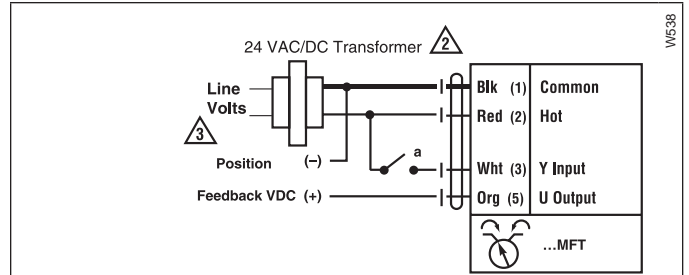 W538
24 VAC/DC Transformer 2
Line Volts
3
Blk (1) Common
Red (2) Hot
a
Position (–)
Wht (3) Y Input
Feedback VDC (+)
Org (5) U Output
...MFT